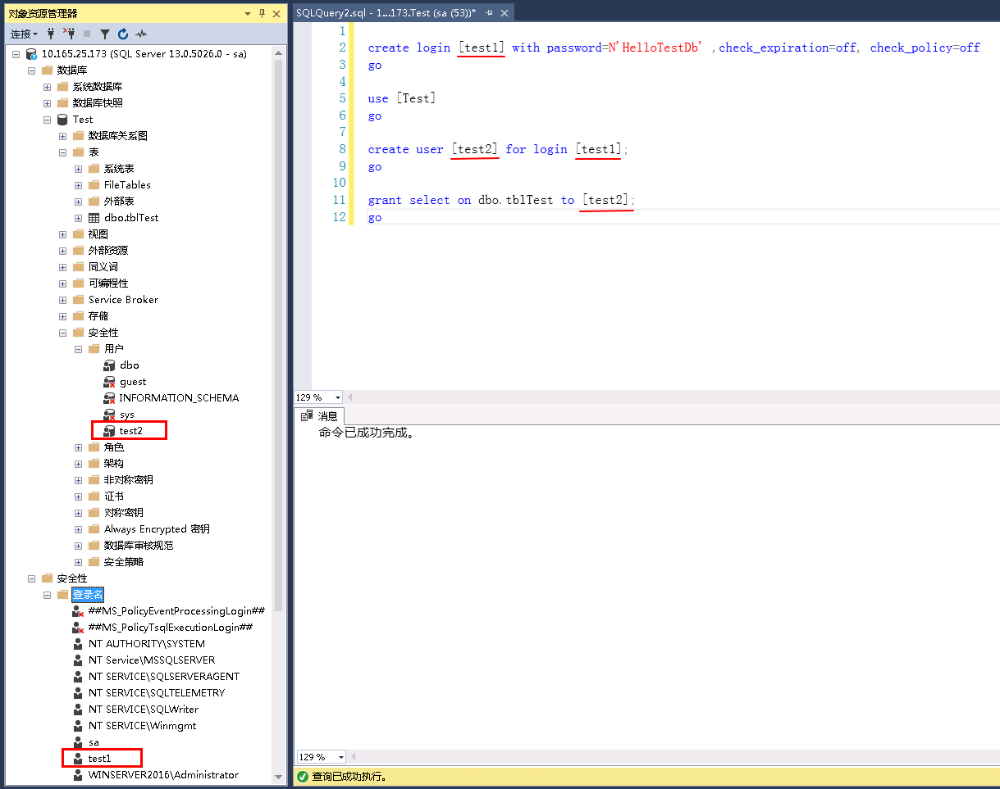 对象资源管理器
连接
10.165.25.173 (SQL Server 13.0.5026.0 - sa)
数据库
系统数据库
数据库快照
Test
数据库关系图
表
系统表
FileTables
外部表
dbo.tblTest
视图
外部资源
同义词
可编程性
Service Broker
存储
安全性
用户
dbo
guest
INFORMATION_SCHEMA
sys
test2
角色
架构
非对称密钥
证书
对称密钥
Always Encrypted 密钥
数据库审核规范
安全策略
安全性
登录名
##MS_PolicyEventProcessingLogin##
##MS_PolicyTsqlExecutionLogin##
NT AUTHORITY\SYSTEM
NT Service\MSSQLSERVER
NT SERVICE\SQLSERVERAGENT
NT SERVICE\SQLTELEMETRY
NT SERVICE\SQLWriter
NT SERVICE\Winmgmt
sa
test1
WINSERVER2016\Administrator
SQLQuery2.sql - 1...173.Test (sa (53))*
1
2 create login [test1] with password=N'HelloTestDb' ,check_expiration=off, check_policy=off
3 go
4
5 use [Test]
6 go
7
8 create user [test2] for login [test1];
9 go
10
11 grant select on dbo.tblTest to [test2];
12 go
129 %
消息
命令已成功完成。
129 %
查询已成功执行。